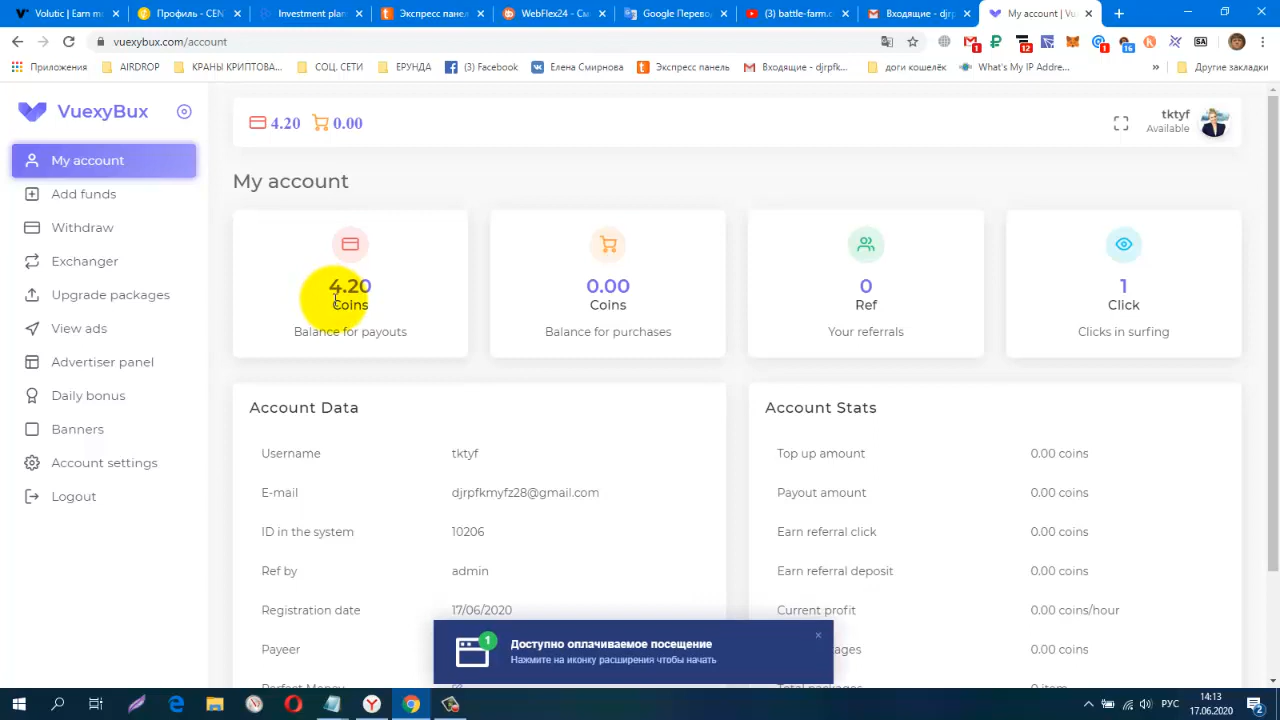 Volutic | Набор
Профиль - CEN
Investment plan
Экспресс панель
WebFlex24 - Се
Google Перево
(3) battle-farm.c
Входящие - djrp
My account | Vu
vuexybux.com/account
Приложения
AIRDROP
КРАНЫ КРИПТОВА...
СОЦ. СЕТИ
ЕРУНДА
(3) Facebook
Елена Смирнова
Экспресс панель
Входящие - djrpfk...
доги кошелёк
What's My IP Addre...
»
Другие закладки
VuexyBux
4.20 0.00
tktyf
Available
My account
Add funds
Withdraw
Exchanger
Upgrade packages
View ads
Advertiser panel
Daily bonus
Banners
Account settings
Logout
My account
4.20
Coins
Balance for payouts
0.00
Coins
Balance for purchases
0
Ref
Your referrals
1
Click
Clicks in surfing
Account Data
Username tktyf
E-mail djrpfkmyfz28@gmail.com
ID in the system 10206
Ref by admin
Registration date 17/06/2020
Payeer
Account Stats
Top up amount 0.00 coins
Payout amount 0.00 coins
Earn referral click 0.00 coins
Earn referral deposit 0.00 coins
Current profit 0.00 coins/hour
0.00 coins
1
Доступно оплачиваемое посещение
Нажмите на иконку расширения чтобы начать
РУС
14:13
17.06.2020
2